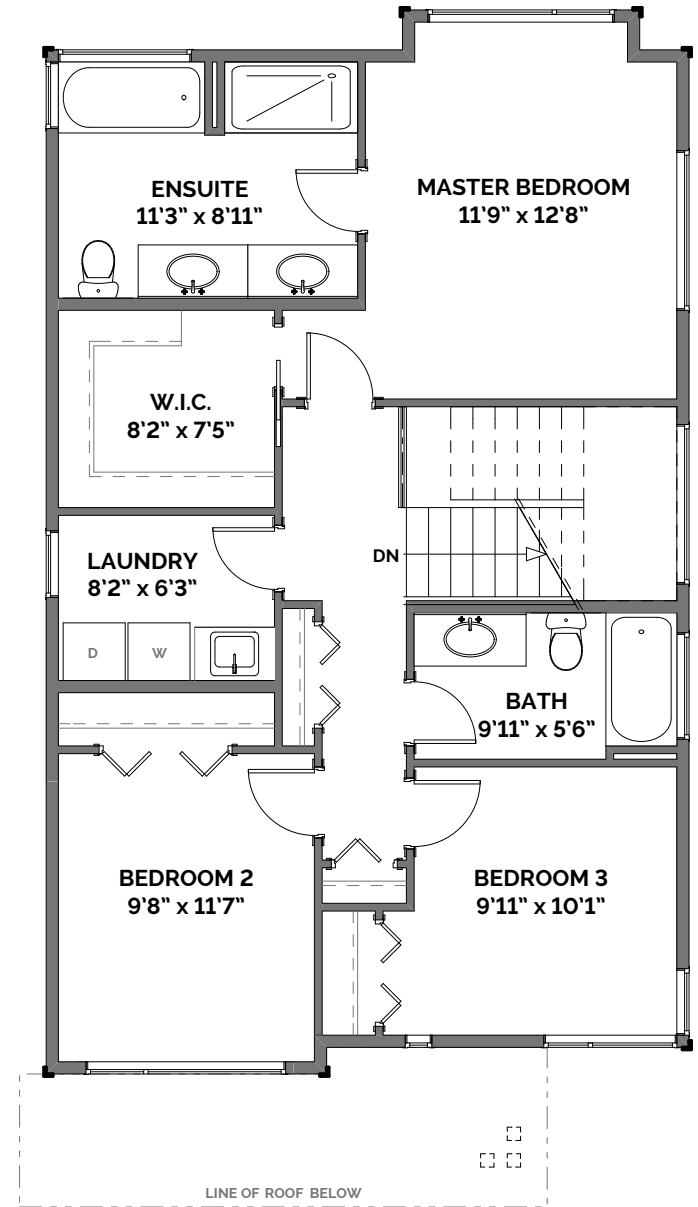 ENSUITE
11’3” x 8’11”
MASTER BEDROOM
11’9” x 12’8”
W.I.C.
8’2” x 7’5”
DN
LAUNDRY
8’2” x 6’3”
D
W
BATH
9’11” x 5’6”
BEDROOM 2
9’8” x 11’7”
BEDROOM 3
9’11” x 10’1”
LINE OF ROOF BELOW